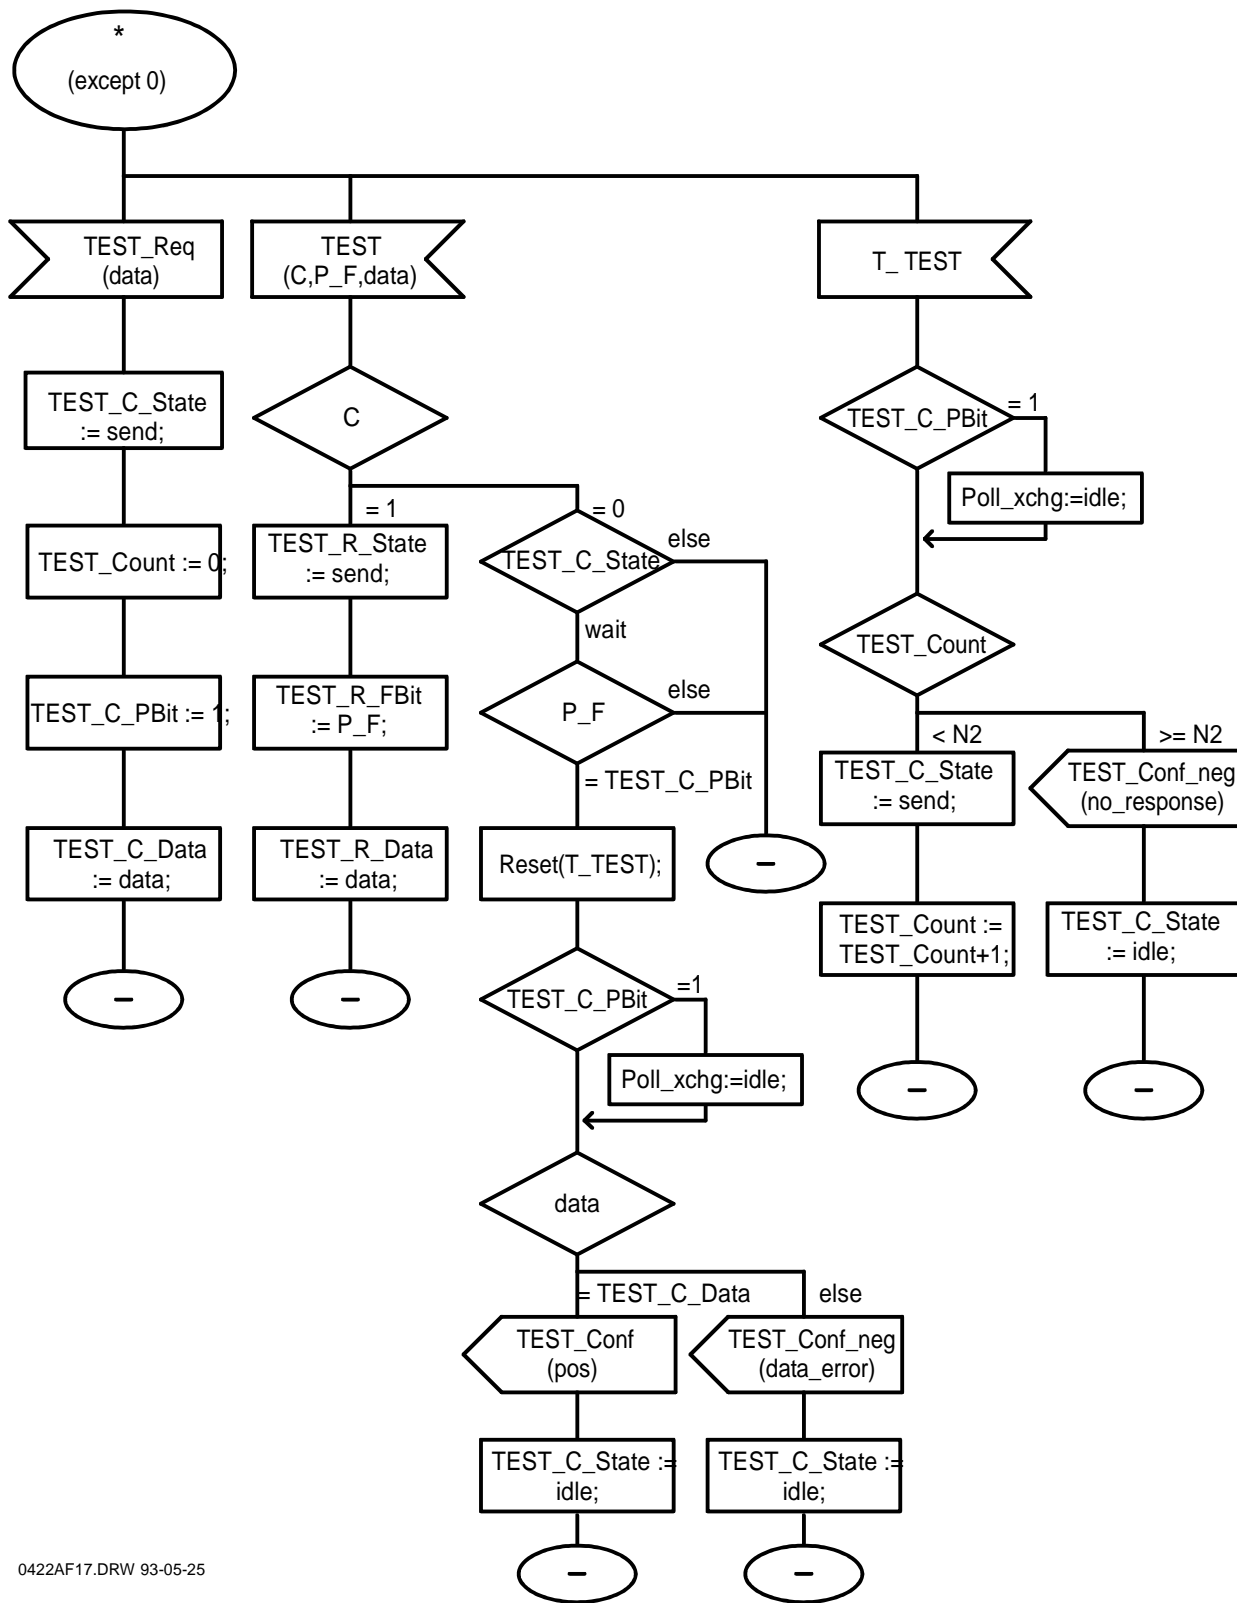 *
(except 0)
TEST_Req
(data)
TEST
(C,P_F,data)
T_ TEST
TEST_C_State
:= send;
C
TEST_C_PBit
= 1
Poll_xchg:=idle;
= 1
= 0
TEST_Count := 0;
TEST_R_State
:= send;
TEST_C_State
else
wait
TEST_Count
TEST_C_PBit := 1;
TEST_R_FBit
:= P_F;
P_F
else
= TEST_C_PBit
< N2
>= N2
TEST_C_State
:= send;
TEST_Conf_neg
(no_response)
TEST_C_Data
:= data;
TEST_R_Data
:= data;
Reset(T_TEST);
–
TEST_Count :=
TEST_Count+1;
TEST_C_State
:= idle;
–
–
TEST_C_PBit
=1
Poll_xchg:=idle;
–
–
data
= TEST_C_Data
else
TEST_Conf
(pos)
TEST_Conf_neg
(data_error)
TEST_C_State :=
idle;
TEST_C_State :=
idle;
–
–
0422AF17.DRW 93-05-25